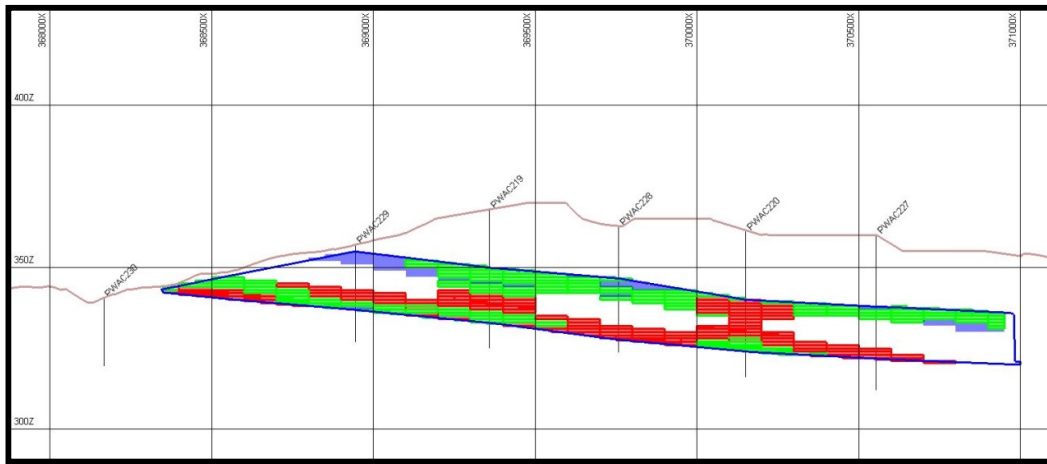 368000X
368500X
369000X
369500X
370000X
370500X
371000X
400Z
350Z
300Z
PWAC230
PWAC229
PWAC219
PWAC228
PWAC220
PWAC227